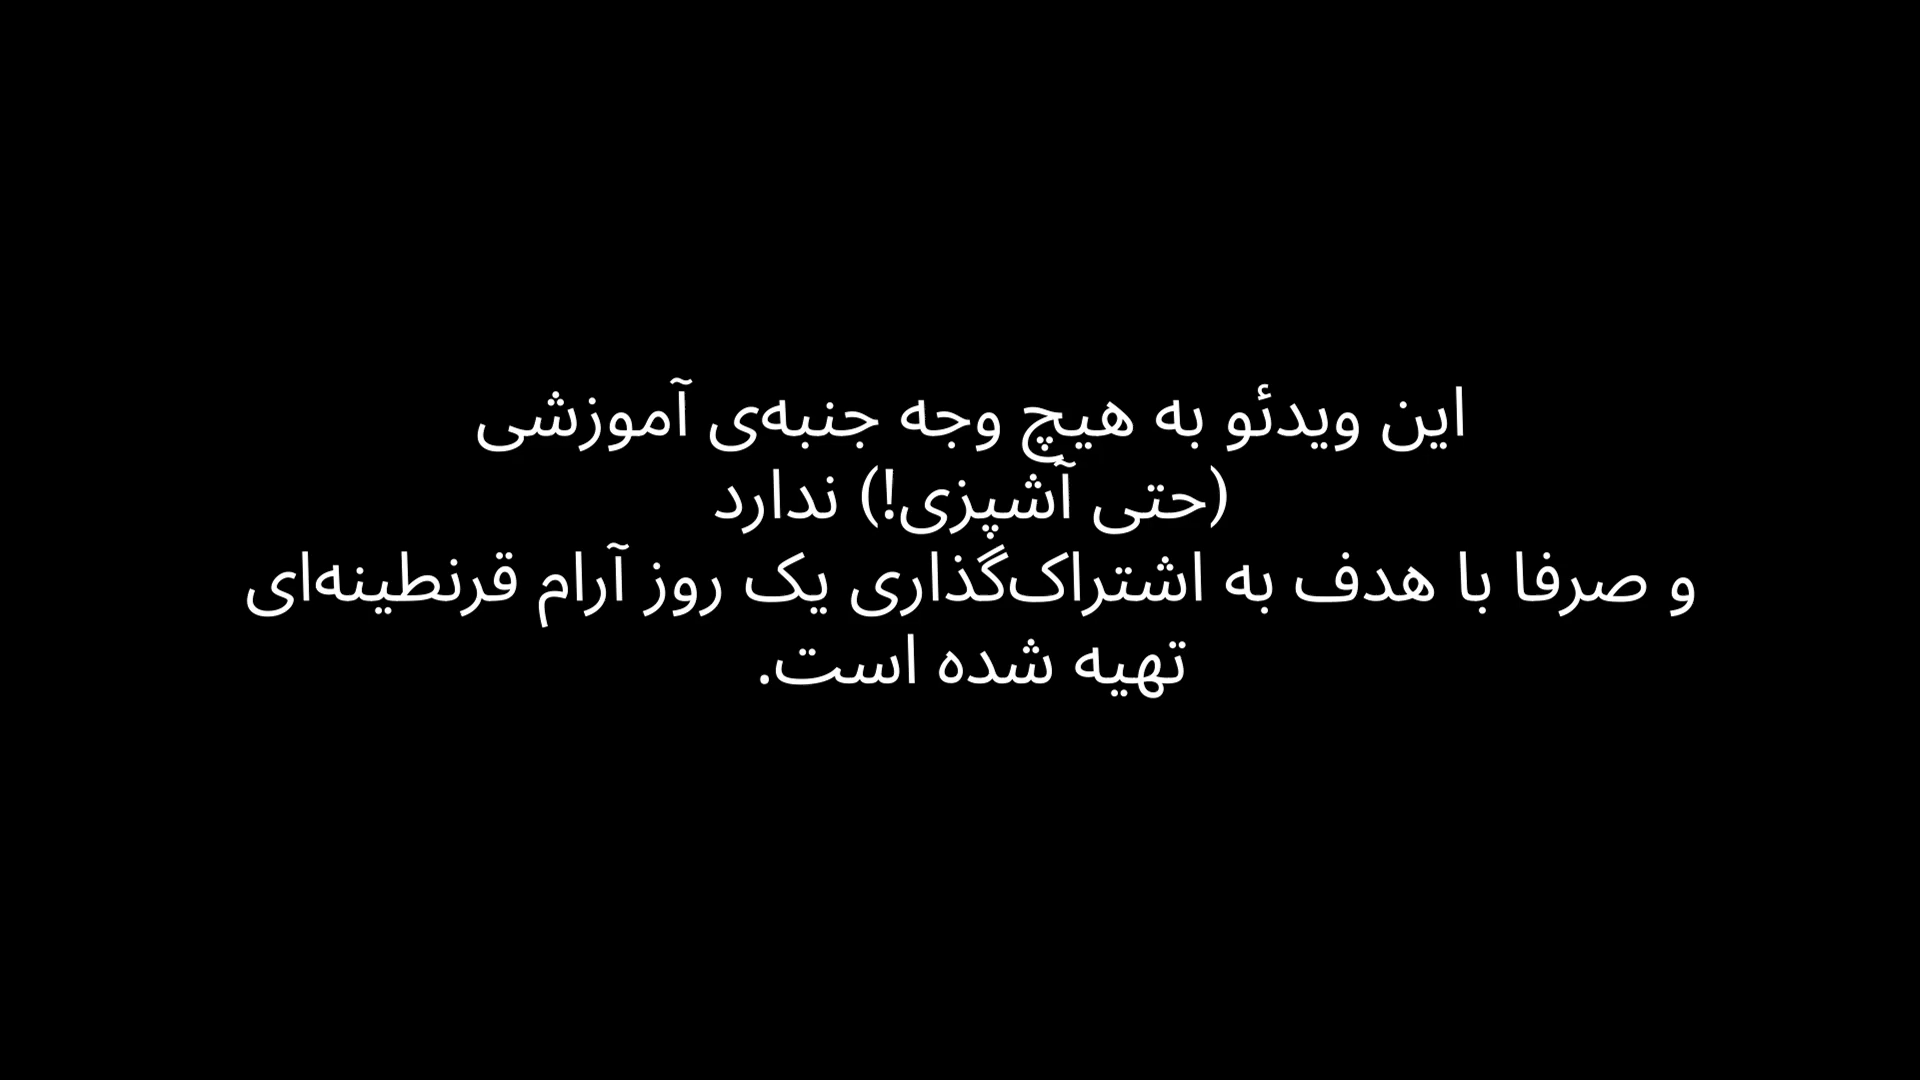 این ویدئو به هیچ وجه جنبه‌ی آموزشی
(حتی آشپزی!) ندارد
و صرفا با هدف به اشتراک‌گذاری یک روز آرام قرنطینه‌ای
تهیه شده است.